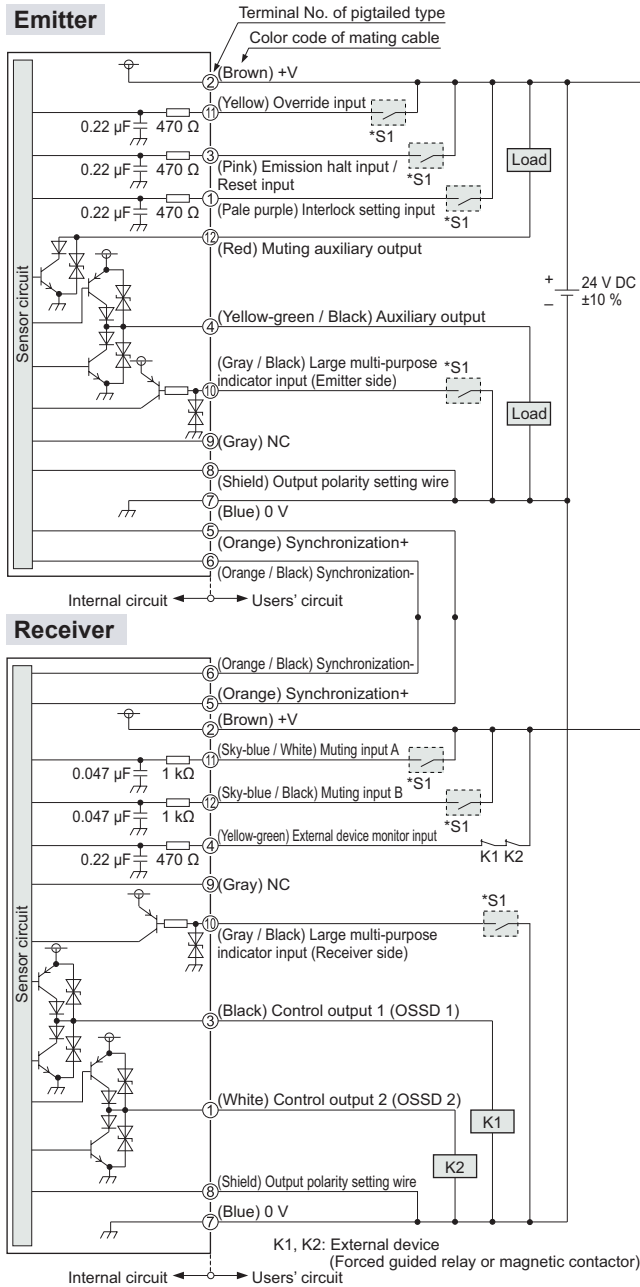 Emitter
Terminal No. of pigtailed type
Color code of mating cable
2 (Brown) +V
11 (Yellow) Override input
0.22 µF 470 Ω
*S1
3 (Pink) Emission halt input /
Reset input
0.22 µF 470 Ω
*S1
Load
1 (Pale purple) Interlock setting input
0.22 µF 470 Ω
*S1
12 (Red) Muting auxiliary output
Sensor circuit
+
−
24 V DC
±10 %
4 (Yellow-green / Black) Auxiliary output
10 (Gray / Black) Large multi-purpose
indicator input (Emitter side)
*S1
Load
9 (Gray) NC
8 (Shield) Output polarity setting wire
7 (Blue) 0 V
5 (Orange) Synchronization+
6 (Orange / Black) Synchronization-
Internal circuit Users' circuit
Receiver
6 (Orange / Black) Synchronization-
5 (Orange) Synchronization+
2 (Brown) +V
11 (Sky-blue / White) Muting input A
0.047 µF 1 kΩ
*S1
12 (Sky-blue / Black) Muting input B
0.047 µF 1 kΩ
*S1
4 (Yellow-green) External device monitor input
0.22 µF 470 Ω
K1 K2
9 (Gray) NC
*S1
10 (Gray / Black) Large multi-purpose
indicator input (Receiver side)
Sensor circuit
3 (Black) Control output 1 (OSSD 1)
1 (White) Control output 2 (OSSD 2)
K1
K2
8 (Shield) Output polarity setting wire
7 (Blue) 0 V
K1, K2: External device
(Forced guided relay or magnetic contactor)
Internal circuit Users' circuit